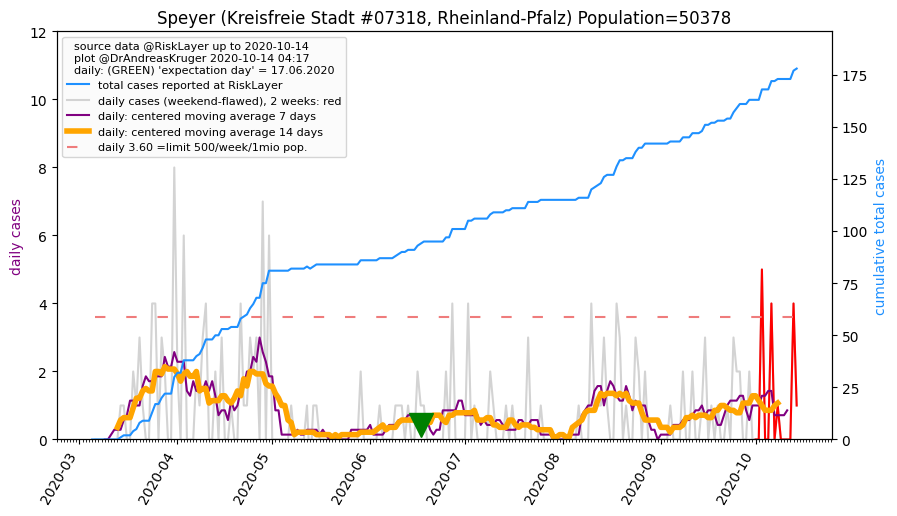 Speyer (Kreisfreie Stadt #07318, Rheinland-Pfalz) Population=50378
source data @RiskLayer up to 2020-10-14
plot @DrAndreasKruger 2020-10-14 04:17
daily: (GREEN) 'expectation day' = 17.06.2020
total cases reported at RiskLayer
daily cases (weekend-flawed), 2 weeks: red
daily: centered moving average 7 days
daily: centered moving average 14 days
daily 3.60 =limit 500/week/1mio pop.
daily cases
12
10
8
6
4
2
0
cumulative total cases
175
150
125
100
75
50
25
0
2020-03
2020-04
2020-05
2020-06
2020-07
2020-08
2020-09
2020-10